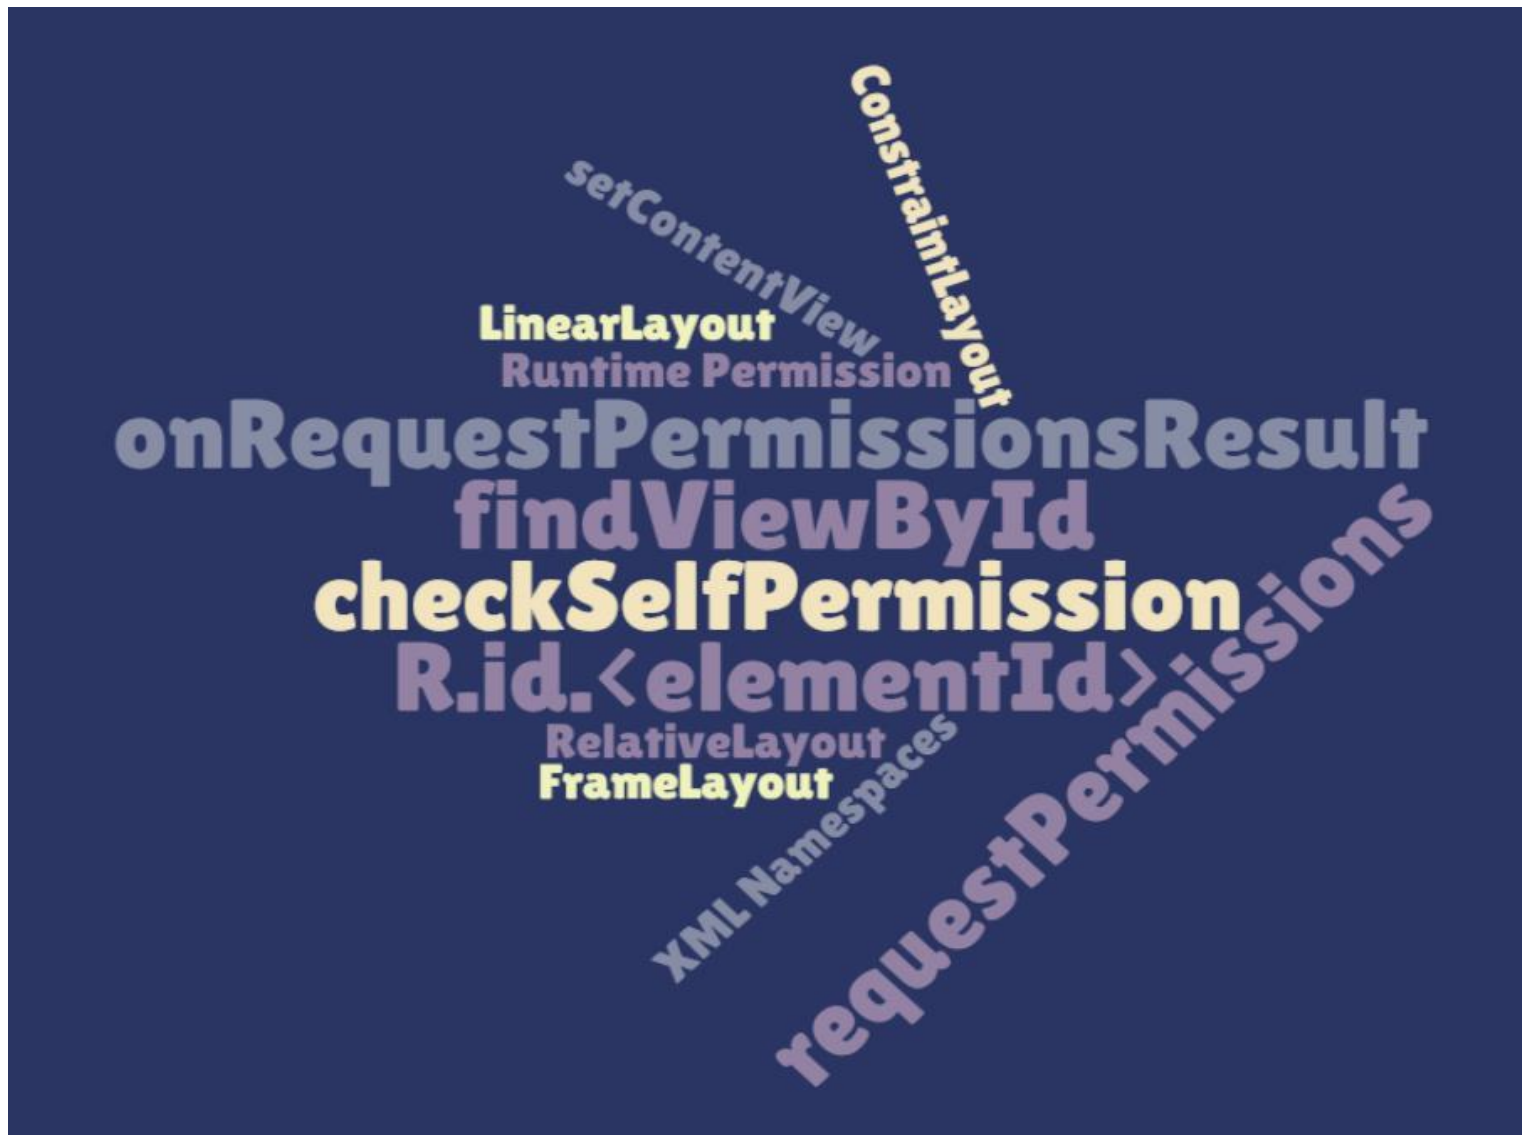 ConstraintLayout
setContentView
LinearLayout
Runtime Permission
onRequestPermissionsResult
findViewById
checkSelfPermission
R.id.<elementId>
requestPermissions
RelativeLayout
FrameLayout
XML Namespaces